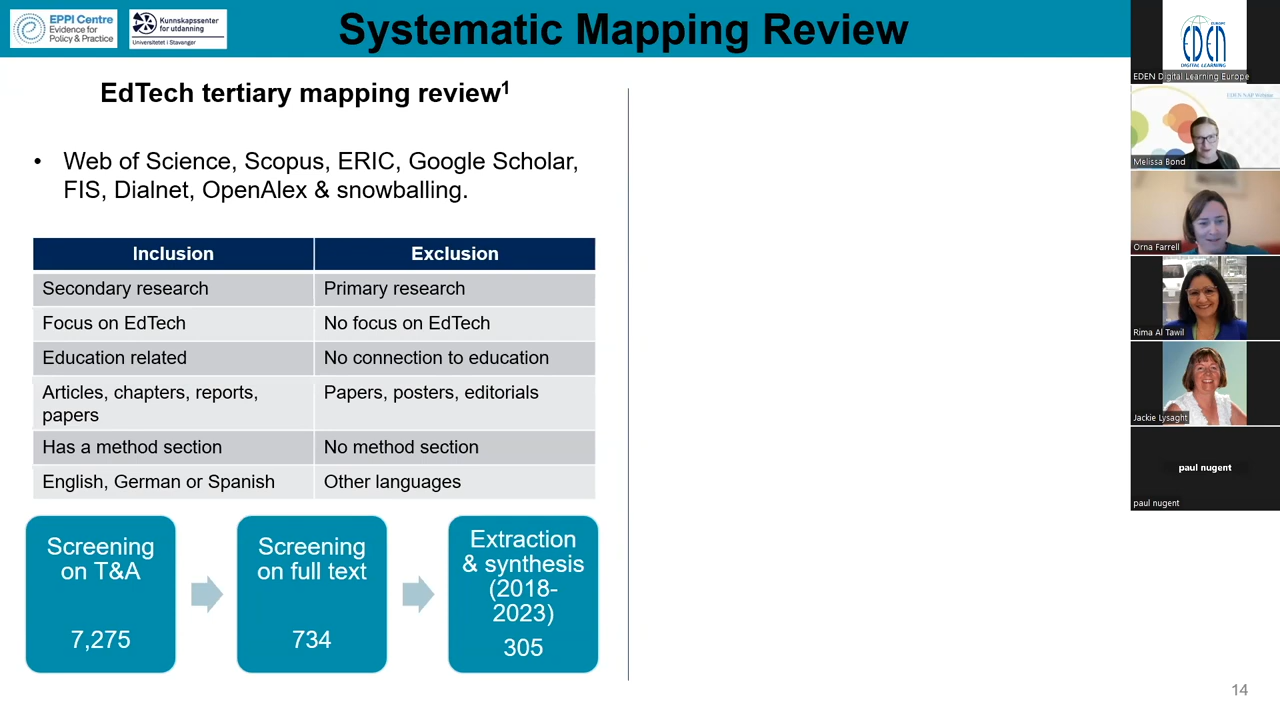 EPPI Centre
Evidence for
Policy & Practice
Kunnskapssenter
for utdanning
Universitetet i Stavanger
Systematic Mapping Review
EdTech tertiary mapping review1
• Web of Science, Scopus, ERIC, Google Scholar,
FIS, Dialnet, OpenAlex & snowballing.
Inclusion Exclusion
Secondary research Primary research
Focus on EdTech No focus on EdTech
Education related No connection to education
Articles, chapters, reports,
papers
Papers, posters, editorials
Has a method section No method section
English, German or Spanish Other languages
Screening
on T&A
7,275
Screening
on full text
734
Extraction
& synthesis
(2018-
2023)
305
14
EUROPE
EDEN
DIGITAL LEARNING
EDEN Digital Learning Europe
EDEN NAP Webinar
Melissa Bond
Orna Farrell
Rima Al Tawil
Jackie Lysaght
paul nugent
paul nugent